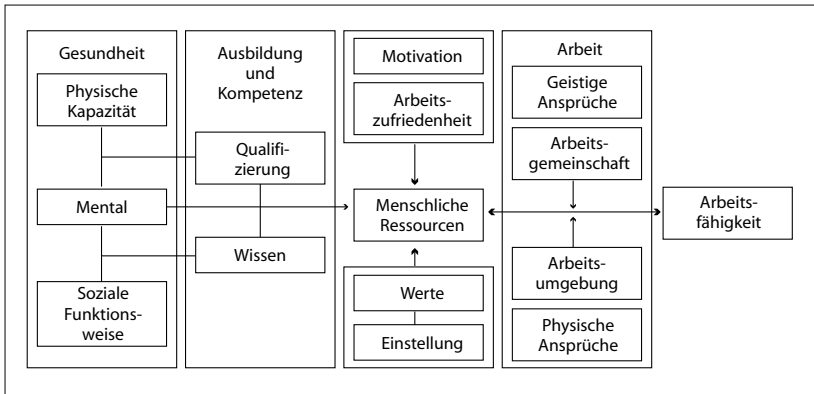 Gesundheit
Physische
Kapazität
Mental
Soziale
Funktions-
weise
Ausbildung
und
Kompetenz
Qualifi-
zierung
Wissen
Motivation
Arbeits-
zufriedenheit
Menschliche
Ressourcen
Werte
Einstellung
Arbeit
Geistige
Ansprüche
Arbeits-
gemeinschaft
Arbeits-
umgebung
Physische
Ansprüche
Arbeits-
fähigkeit